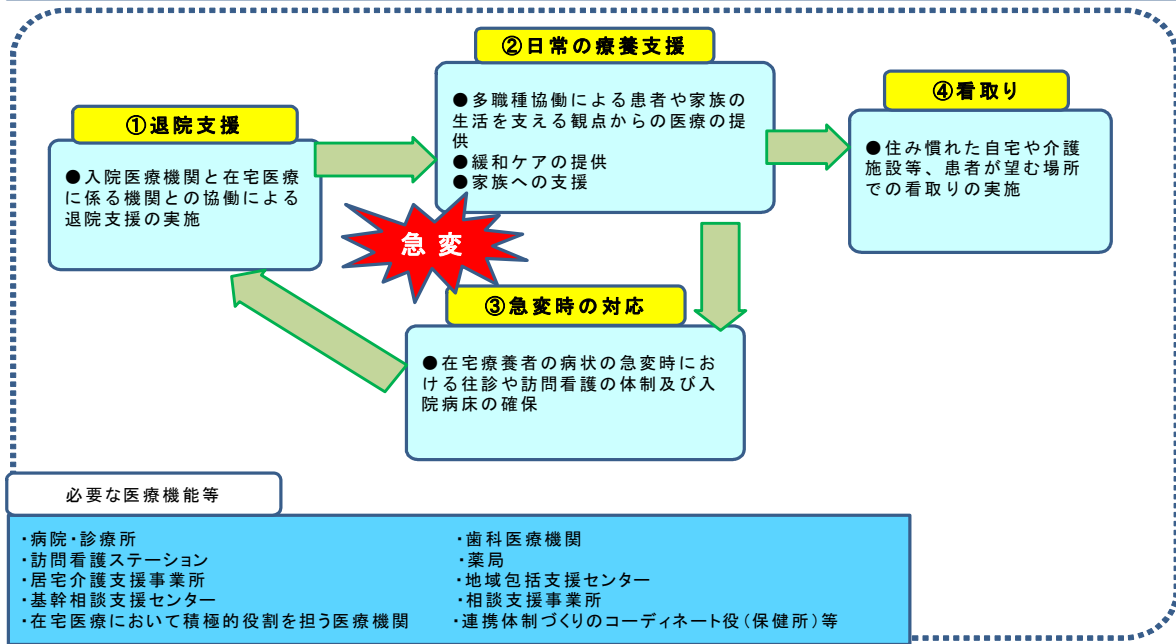 ①退院支援
●入院医療機関と在宅医療
に係る機関との協働による
退院支援の実施
②日常の療養支援
●多職種協働による患者や家族の
生活を支える観点からの医療の提
供
●緩和ケアの提供
●家族への支援
急変
③急変時の対応
●在宅療養者の病状の急変時にお
ける往診や訪問看護の体制及び入
院病床の確保
④看取り
●住み慣れた自宅や介護
施設等、患者が望む場所
での看取りの実施
必要な医療機能等
・病院・診療所
・訪問看護ステーション
・居宅介護支援事業所
・基幹相談支援センター
・在宅医療において積極的役割を担う医療機関
・歯科医療機関
・薬局
・地域包括支援センター
・相談支援事業所
・連携体制づくりのコーディネート役(保健所)等